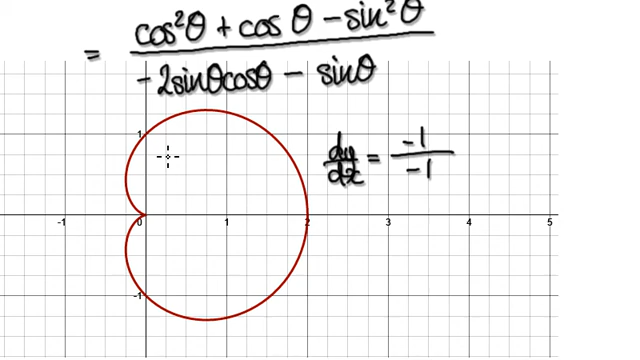 = cos²θ + cos θ - sin²θ / -2sinθcosθ - sinθ
dy/dx = -1/-1
1
-1 0 1 2 3 4 5
-1